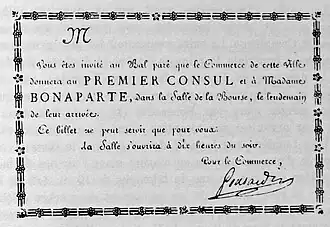 M
Vous êtes invité au Bal paré que le Commerce de cette Ville
donnera au PREMIER CONSUL et à Madame
BONAPARTE, dans la Salle de la Bourse, le lendemain
de leur arrivée.
Ce billet ne peut servir que pour vous.
La Salle s'ouvrira à dix heures du soir.
Pour le Commerce,